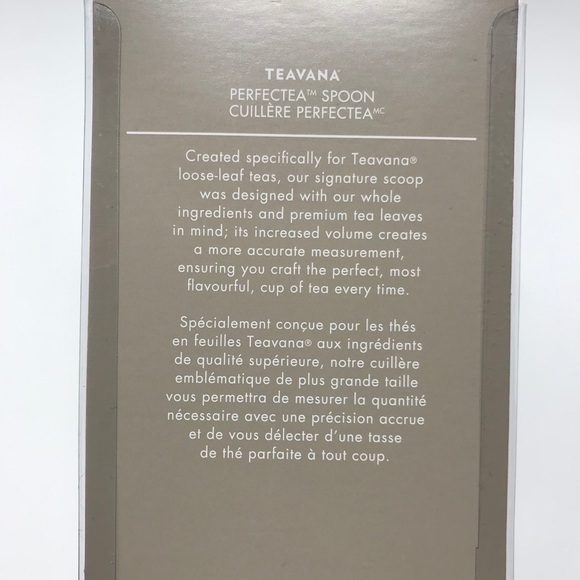 TEAVANA®
PERFECTEA™ SPOON
CUILLÈRE PERFECTEAᴹᶜ
Created specifically for Teavana®
loose-leaf teas, our signature scoop
was designed with our whole
ingredients and premium tea leaves
in mind; its increased volume creates
a more accurate measurement,
ensuring you craft the perfect, most
flavourful, cup of tea every time.
Spécialement conçue pour les thés
en feuilles Teavana® aux ingrédients
de qualité supérieure, notre cuillère
emblématique de plus grande taille
vous permettra de mesurer la quantité
nécessaire avec une précision accrue
et de vous délecter d'une tasse
de thé parfaite à tout coup.